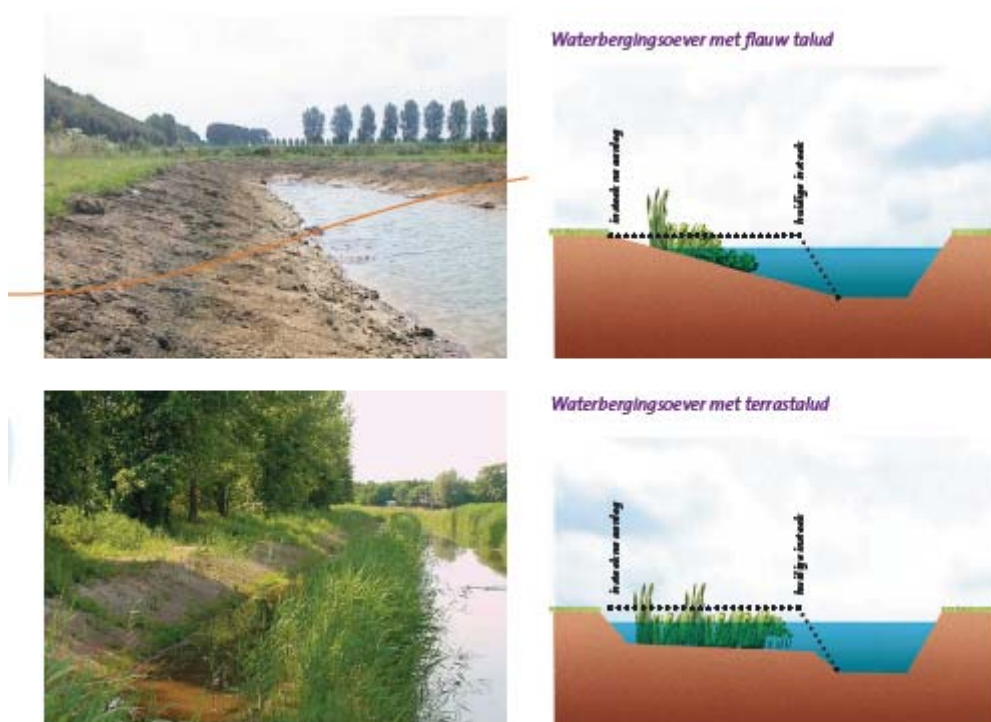 Waterbergingsoever met flauw talud
insteek na aanleg
huidige insteek
Waterbergingsoever met terrastalud
insteek na aanleg
huidige insteek